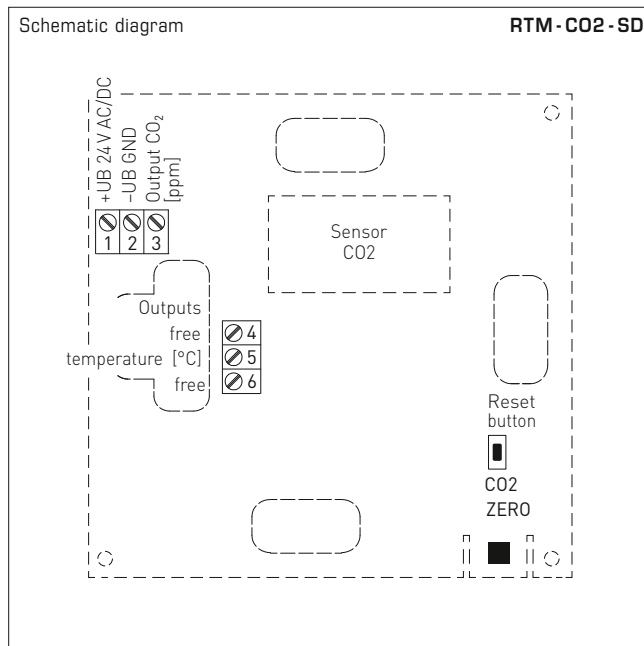 Schematic diagram
RTM-CO2-SD
+UB 24 V AC/DC
–UB GND
Output CO₂
[ppm]
1 2 3
Sensor
CO2
Outputs
free 4
temperature [°C] 5
free 6
Reset
button
CO2
ZERO